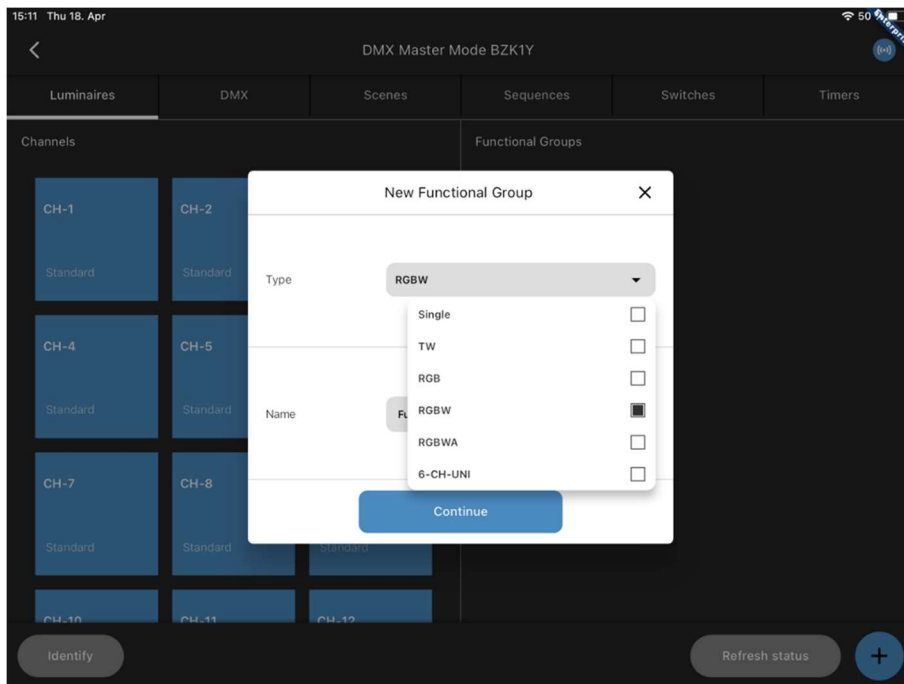 15:11 Thu 18. Apr
50
Enterpris
DMX Master Mode BZK1Y
Luminaires DMX Scenes Sequences Switches Timers
Channels Functional Groups
CH-1 CH-2
Standard Standard
CH-4 CH-5
Standard Standard
CH-7 CH-8
Standard Standard Standard
CH-10 CH-11 CH-12
New Functional Group
Type RGBW
Single
TW
RGB
RGBW
RGBWA
6-CH-UNI
Name Fu
Continue
Identify Refresh status